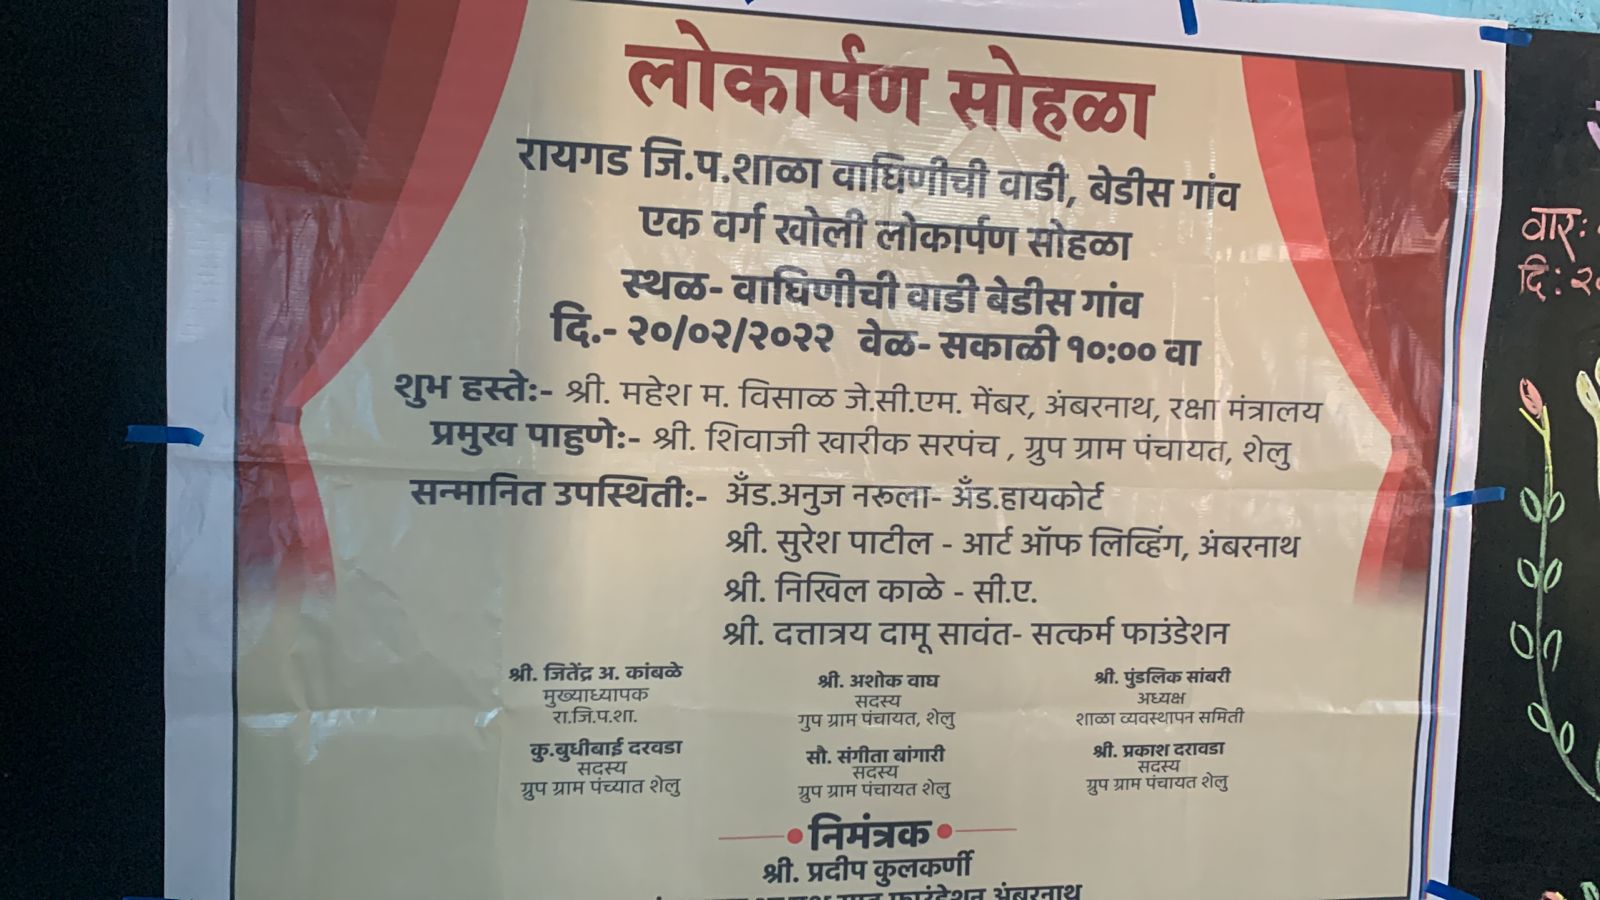 लोकार्पण सोहळा
रायगड जि.प.शाळा वाघिणीची वाडी, बेडीस गांव
एक वर्ग खोली लोकार्पण सोहळा
स्थळ- वाघिणीची वाडी बेडीस गांव
दि.- २०/०२/२०२२ वेळ- सकाळी १०:०० वा
शुभ हस्ते:- श्री. महेश म. विसाळ जे.सी.एम. मेंबर, अंबरनाथ, रक्षा मंत्रालय
प्रमुख पाहुणे:- श्री. शिवाजी खारीक सरपंच , ग्रुप ग्राम पंचायत, शेलु
सन्मानित उपस्थिती:- अँड.अनुज नरूला- अँड.हायकोर्ट
श्री. सुरेश पाटील - आर्ट ऑफ लिव्हिंग, अंबरनाथ
श्री. निखिल काळे - सी.ए.
श्री. दत्तात्रय दामू सावंत- सत्कर्म फाउंडेशन
श्री. जितेंद्र अ. कांबळे
मुख्याध्यापक
रा.जि.प.शा.
श्री. अशोक वाघ
सदस्य
गुप ग्राम पंचायत, शेलु
श्री. पुंडलिक सांबरी
अध्यक्ष
शाळा व्यवस्थापन समिती
कु.बुधीबाई दरवडा
सदस्य
ग्रुप ग्राम पंच्यात शेलु
सौ. संगीता बांगारी
सदस्य
ग्रुप ग्राम पंचायत शेलु
श्री. प्रकाश दरावडा
सदस्य
ग्रुप ग्राम पंचायत शेलु
निमंत्रक
श्री. प्रदीप कुलकर्णी
फाउंडेशन अंबरनाथ
वार:
दि: